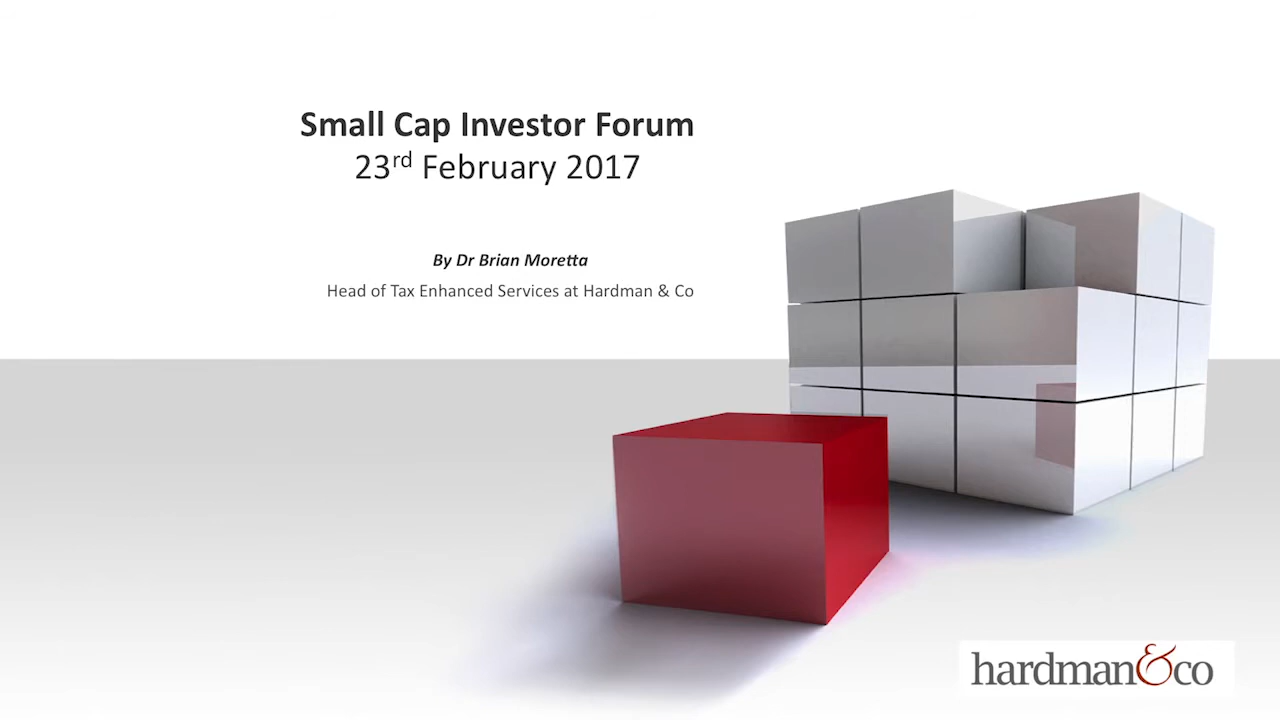 Small Cap Investor Forum
23rd February 2017
By Dr Brian Moretta
Head of Tax Enhanced Services at Hardman & Co
hardman&co